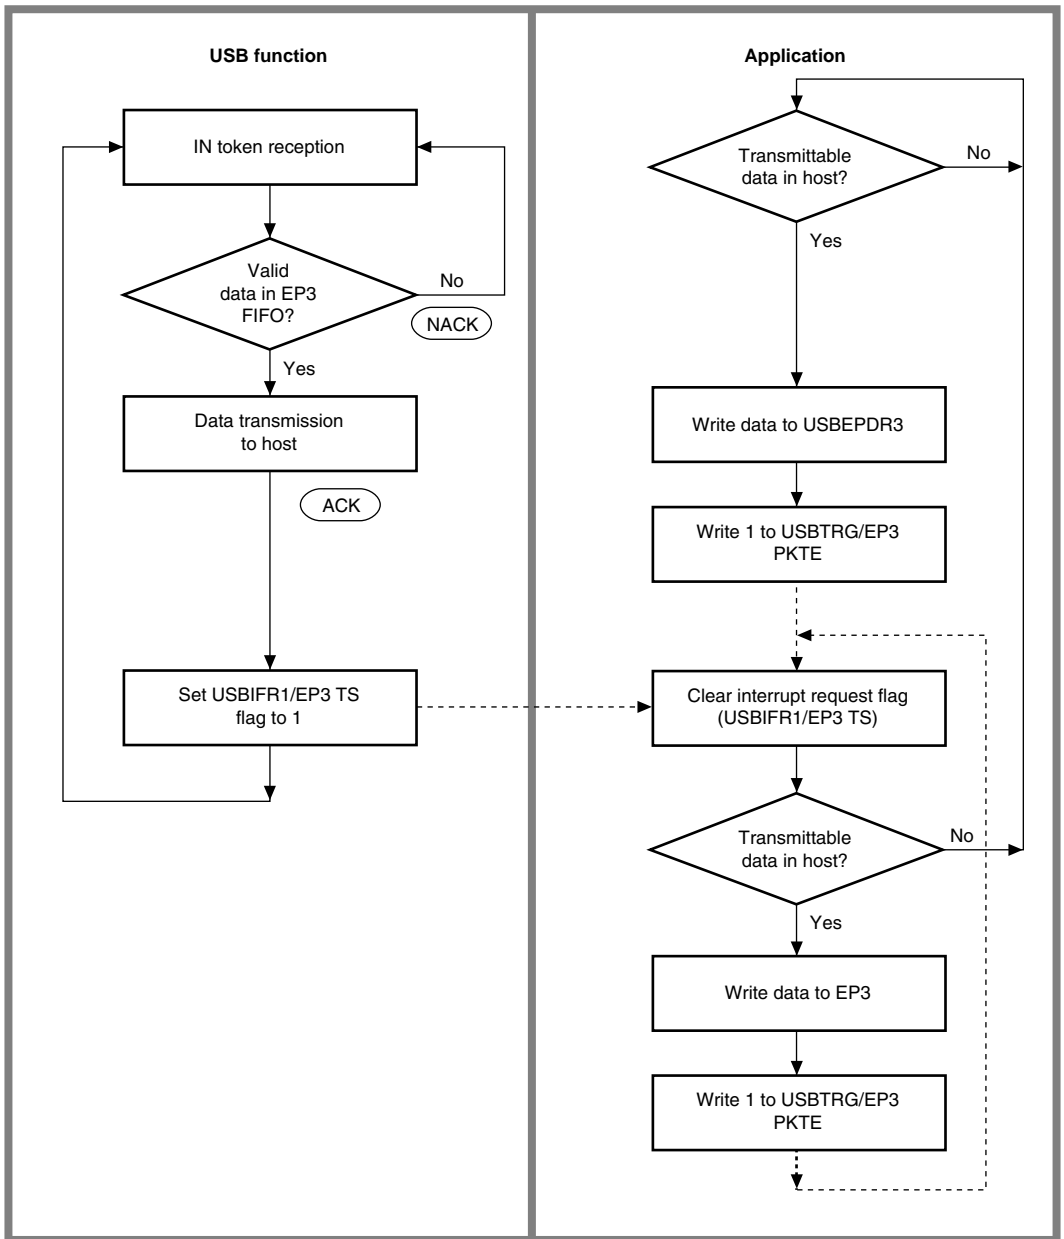 USB function
IN token reception
Valid
data in EP3
FIFO?
No
NACK
Yes
Data transmission
to host
ACK
Set USBIFR1/EP3 TS
flag to 1
Application
Transmittable
data in host?
No
Yes
Write data to USBEPDR3
Write 1 to USBTRG/EP3
PKTE
Clear interrupt request flag
(USBIFR1/EP3 TS)
Transmittable
data in host?
No
Yes
Write data to EP3
Write 1 to USBTRG/EP3
PKTE